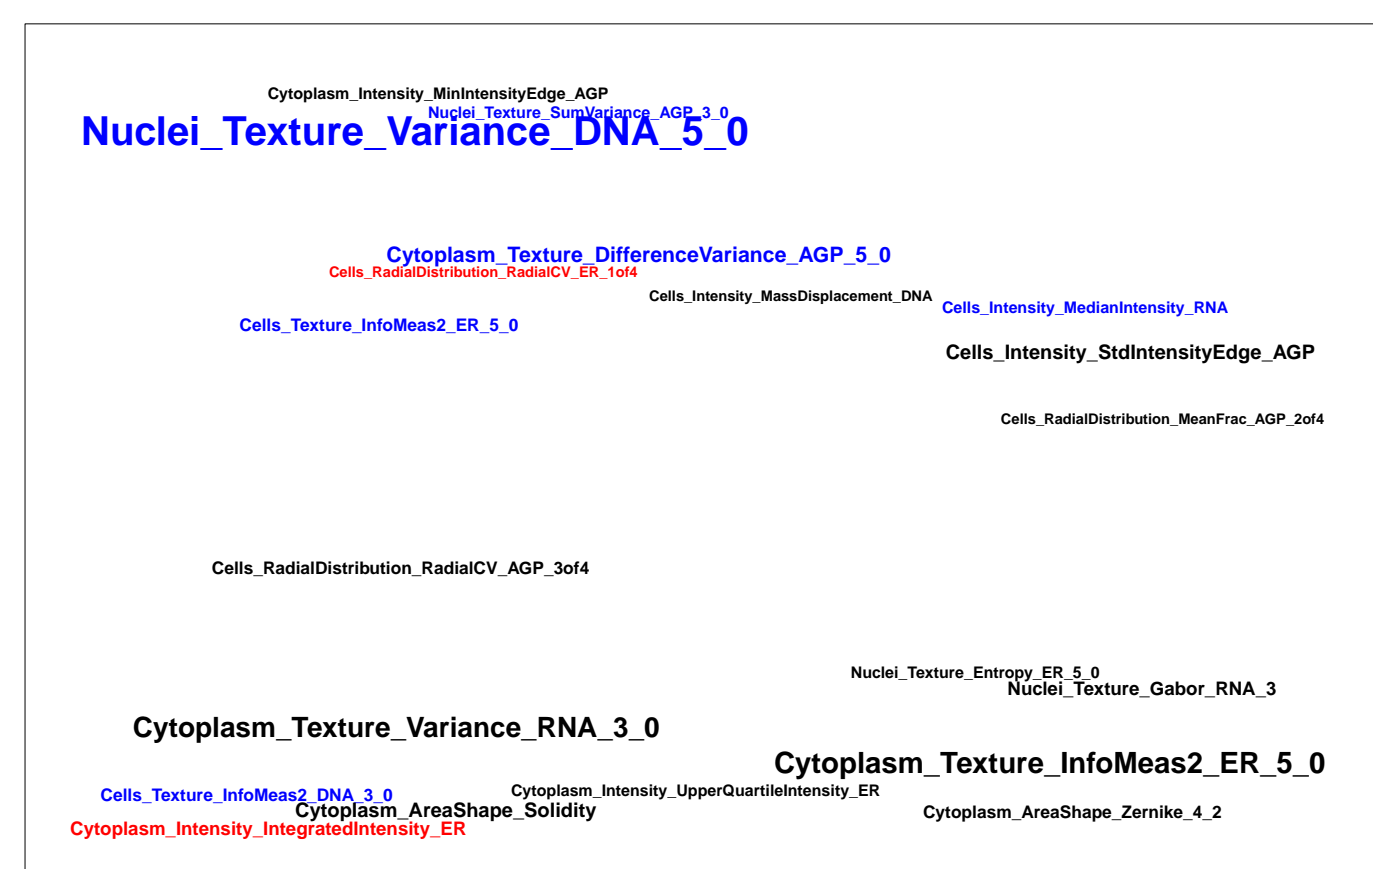 Cytoplasm_Intensity_MinIntensityEdge_AGP
Nuclei_Texture_SumVariance_AGP_3_0
Nuclei_Texture_Variance_DNA_5_0
Cytoplasm_Texture_DifferenceVariance_AGP_5_0
Cells_RadialDistribution_RadialCV_ER_1of4
Cells_Intensity_MassDisplacement_DNA
Cells_Intensity_MedianIntensity_RNA
Cells_Texture_InfoMeas2_ER_5_0
Cells_Intensity_StdIntensityEdge_AGP
Cells_RadialDistribution_MeanFrac_AGP_2of4
Cells_RadialDistribution_RadialCV_AGP_3of4
Nuclei_Texture_Entropy_ER_5_0
Nuclei_Texture_Gabor_RNA_3
Cytoplasm_Texture_Variance_RNA_3_0
Cytoplasm_Texture_InfoMeas2_ER_5_0
Cytoplasm_Intensity_UpperQuartileIntensity_ER
Cells_Texture_InfoMeas2_DNA_3_0
Cytoplasm_AreaShape_Solidity
Cytoplasm_AreaShape_Zernike_4_2
Cytoplasm_Intensity_IntegratedIntensity_ER